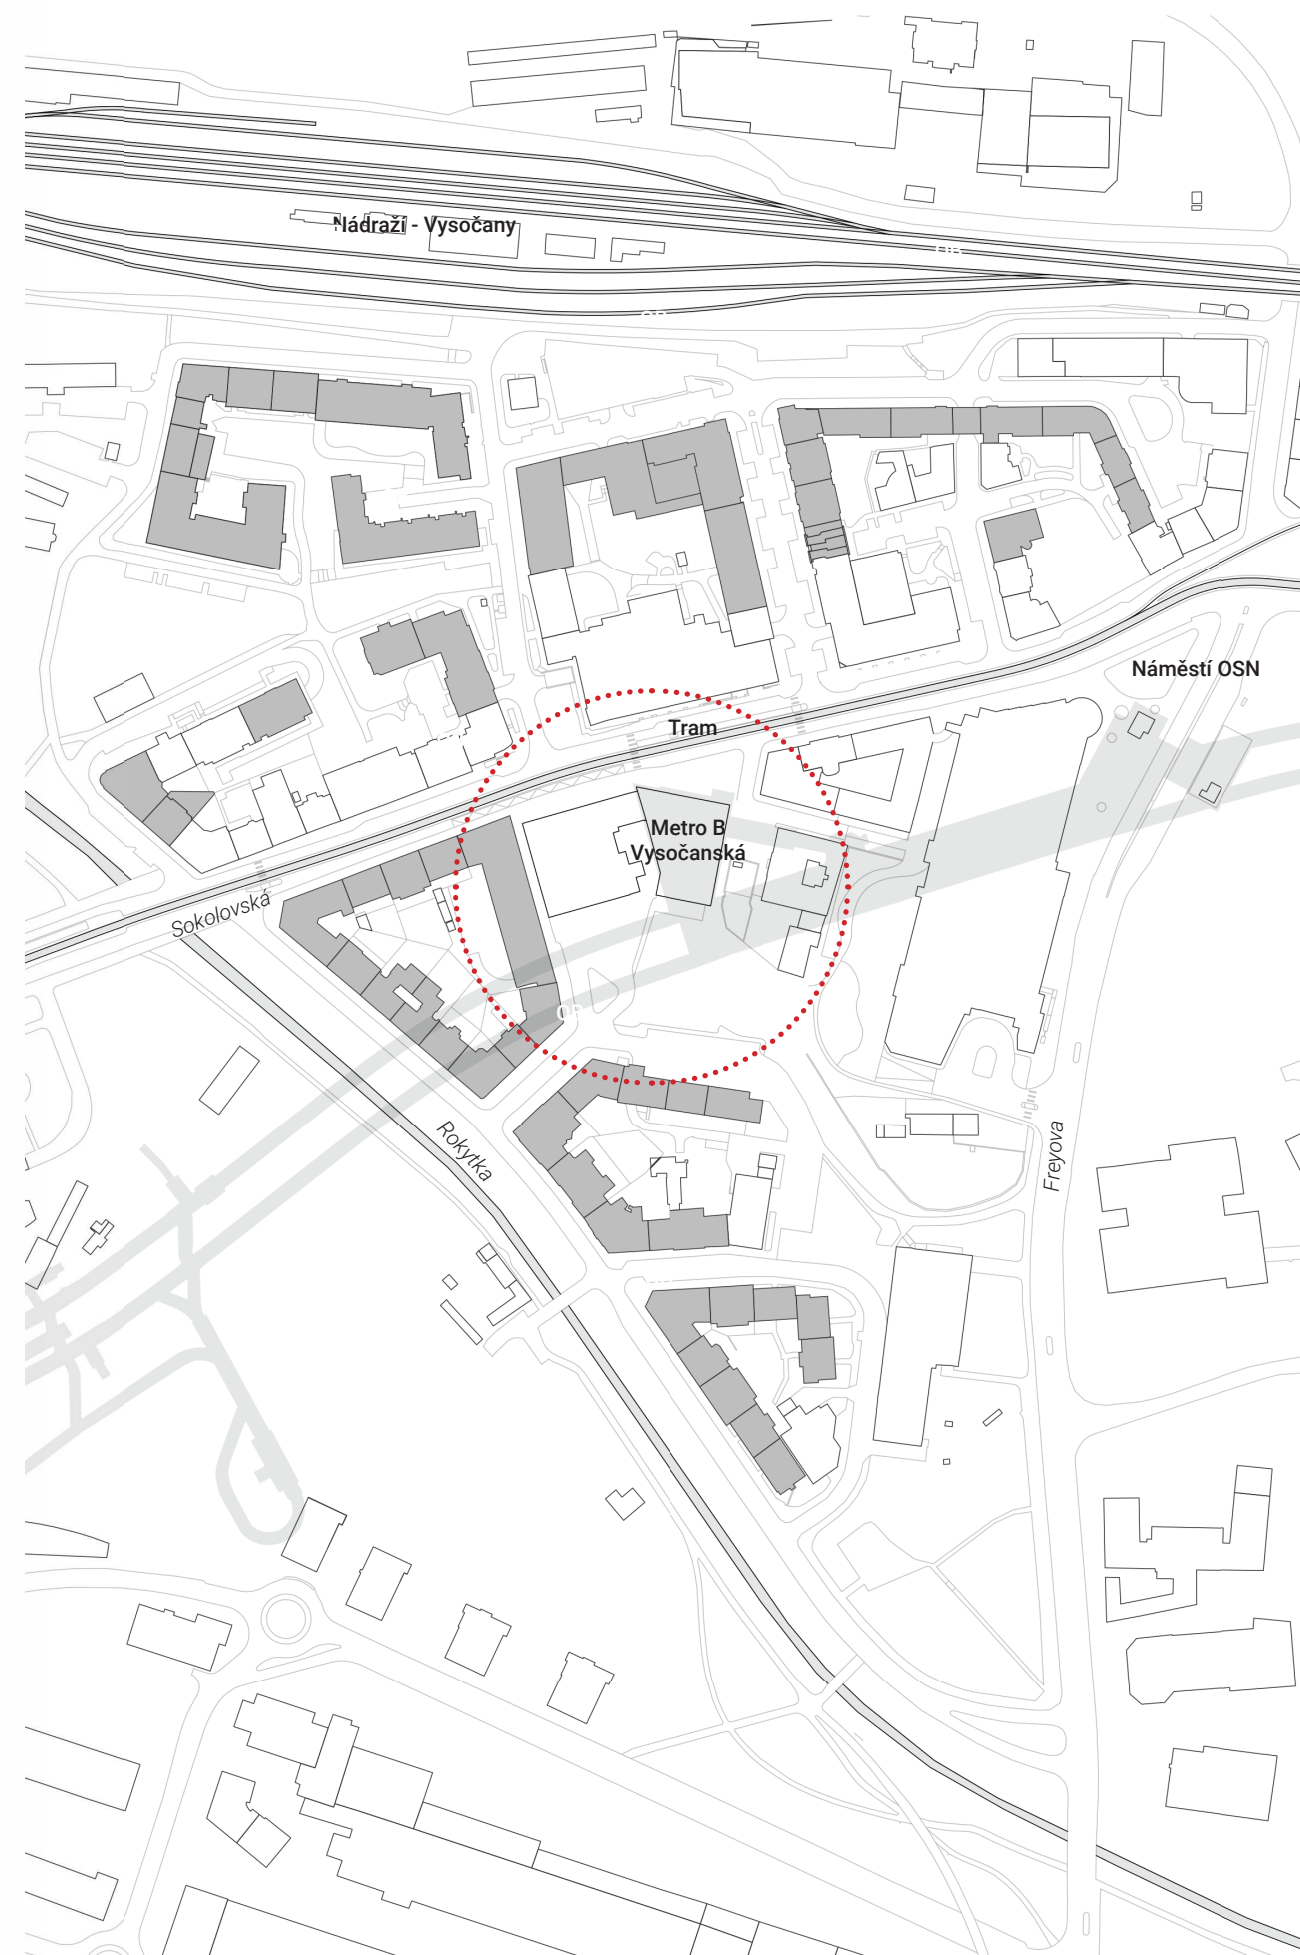 Nádraží - Vysočany
Náměstí OSN
Tram
Metro B
Vysočanská
Sokolovská
Rokytka
Freyova